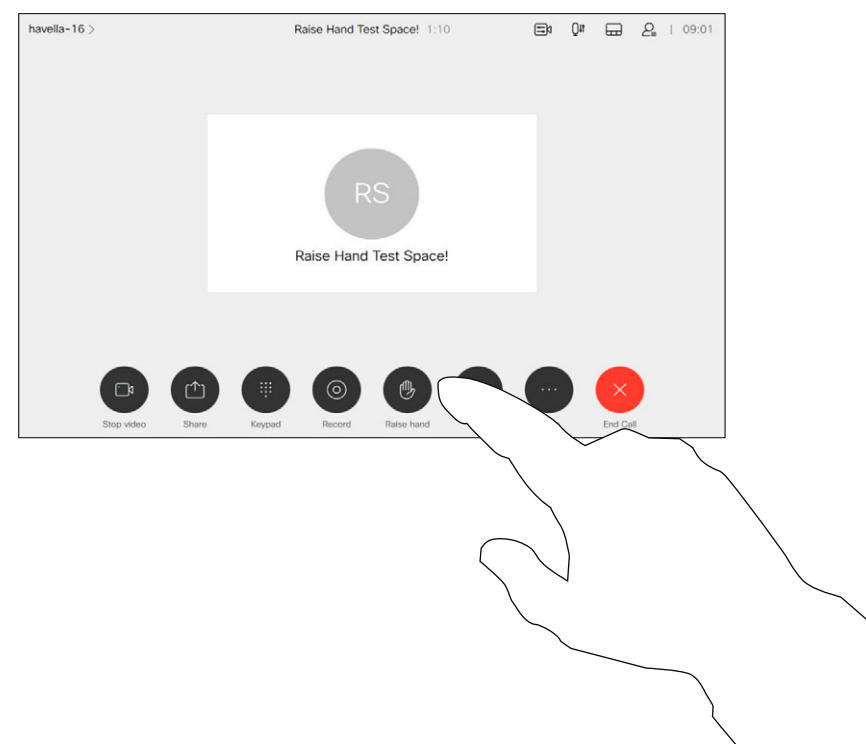 havella-16 >
Raise Hand Test Space! 1:10
| 09:01
RS
Raise Hand Test Space!
Stop video
Share
Keypad
Record
Raise hand
End Call